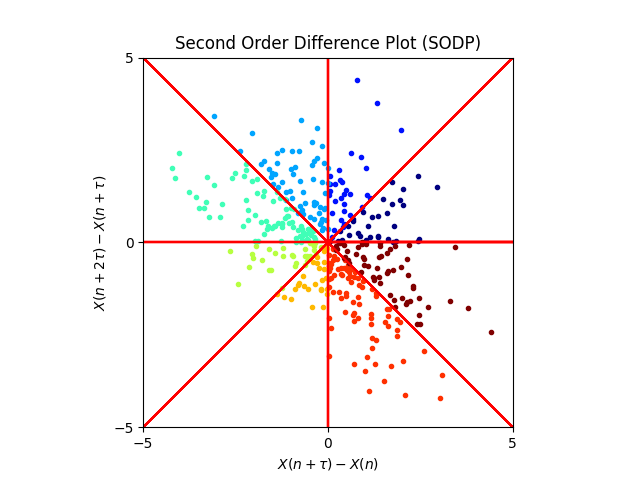 Second Order Difference Plot (SODP)
5
0
−5
X(n + 2τ) − X(n + τ)
−5
0
5
X(n + τ) − X(n)